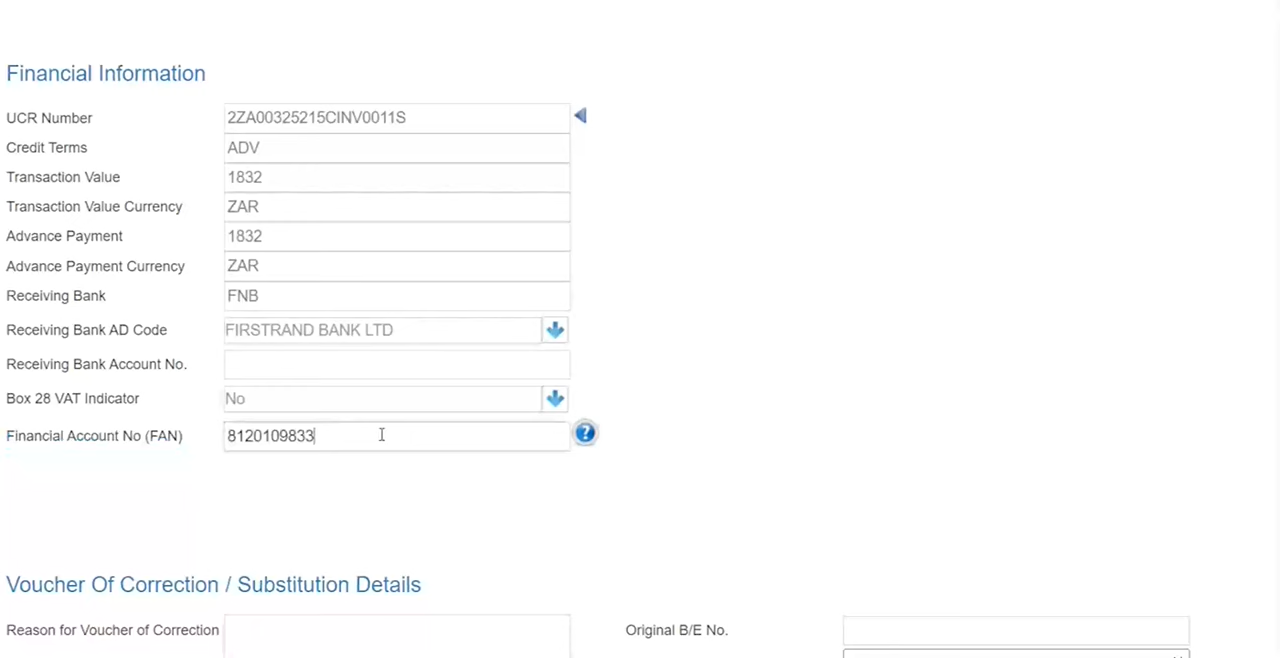 Financial Information
UCR Number 2ZA00325215CINV0011S
Credit Terms ADV
Transaction Value 1832
Transaction Value Currency ZAR
Advance Payment 1832
Advance Payment Currency ZAR
Receiving Bank FNB
Receiving Bank AD Code FIRSTRAND BANK LTD
Receiving Bank Account No.
Box 28 VAT Indicator No
Financial Account No (FAN) 8120109833 ?
Voucher Of Correction / Substitution Details
Reason for Voucher of Correction Original B/E No.